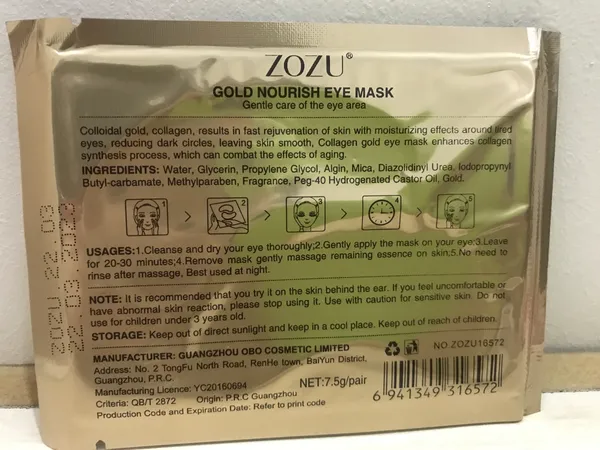 ZOZU®
GOLD NOURISH EYE MASK
Gentle care of the eye area
Colloidal gold, collagen, results in fast rejuvenation of skin with moisturizing effects around tired
eyes, reducing dark circles, leaving skin smooth, Collagen gold eye mask enhances collagen
synthesis process, which can combat the effects of aging.
INGREDIENTS: Water, Glycerin, Propylene Glycol, Algin, Mica, Diazolidinyl Urea, Iodopropynyl
Butyl-carbamate, Methylparaben, Fragrance, Peg-40 Hydrogenated Castor Oil, Gold.
1 > 2 > 3 > 4 > 5
USAGES:1.Cleanse and dry your eye thoroughly;2.Gently apply the mask on your eye;3.Leave
for 20-30 minutes;4.Remove mask gently massage remaining essence on skin;5.No need to
rinse after massage, Best used at night.
NOTE: It is recommended that you try it on the skin behind the ear. If you feel uncomfortable or
have abnormal skin reaction, please stop using it. Use with caution for sensitive skin. Do not
use for children under 3 years old.
STORAGE: Keep out of direct sunlight and keep in a cool place. Keep out of reach of children.
MANUFACTURER: GUANGZHOU OBO COSMETIC LIMITED
Address: No. 2 TongFu North Road, RenHe town, BaiYun District,
Guangzhou, P.R.C.
Manufacturing Licence: YC20160694
Criteria: QB/T 2872 Origin: P.R.C Guangzhou
Production Code and Expiration Date: Refer to print code
NET:7.5g/pair
NO ZOZU16572
6 941349 316572
ZOZU 22.03
22.03.2023